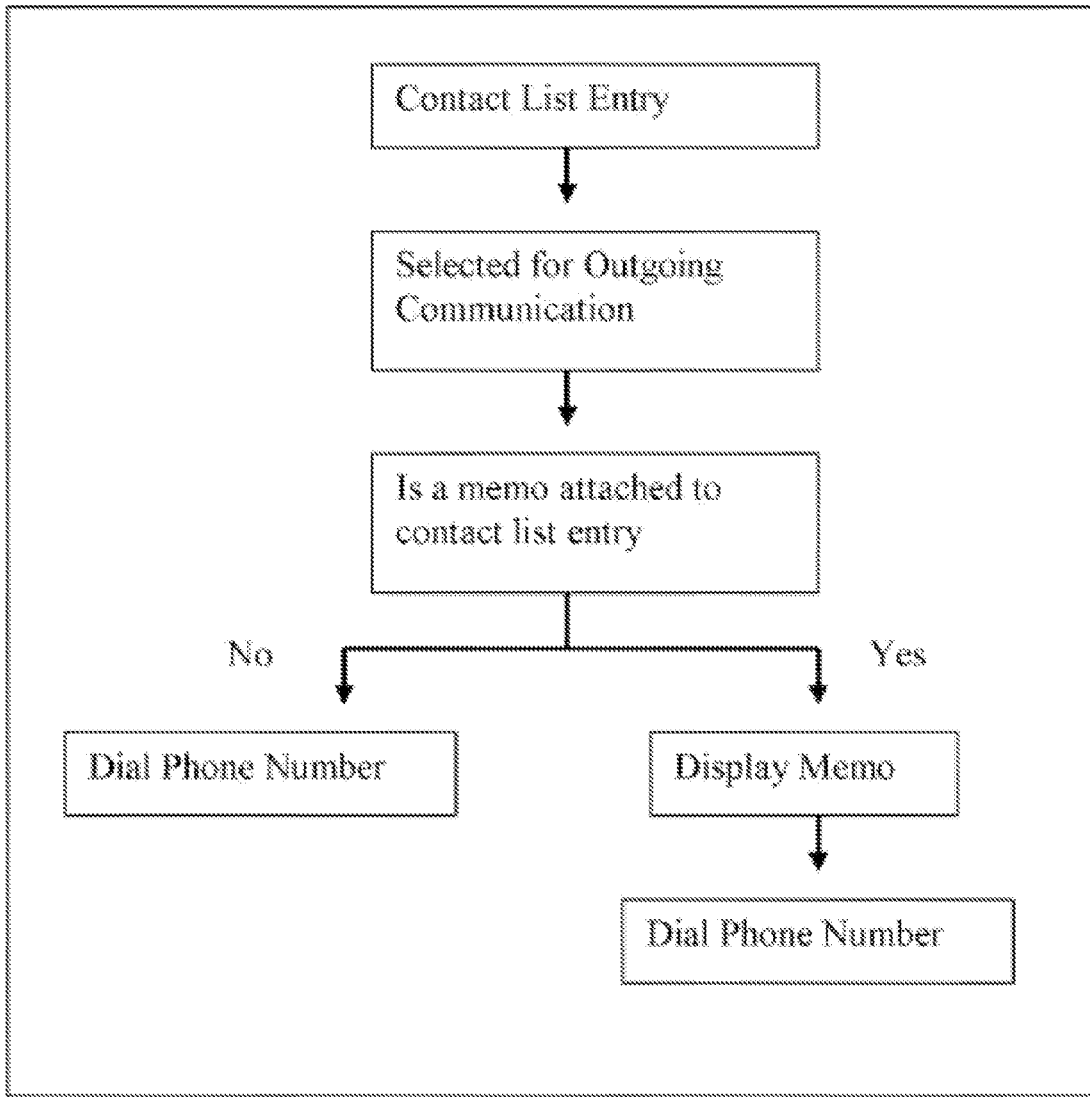 Contact List Entry
Selected for Outgoing
Communication
Is a memo attached to
contact list entry
No
Yes
Dial Phone Number
Display Memo
Dial Phone Number